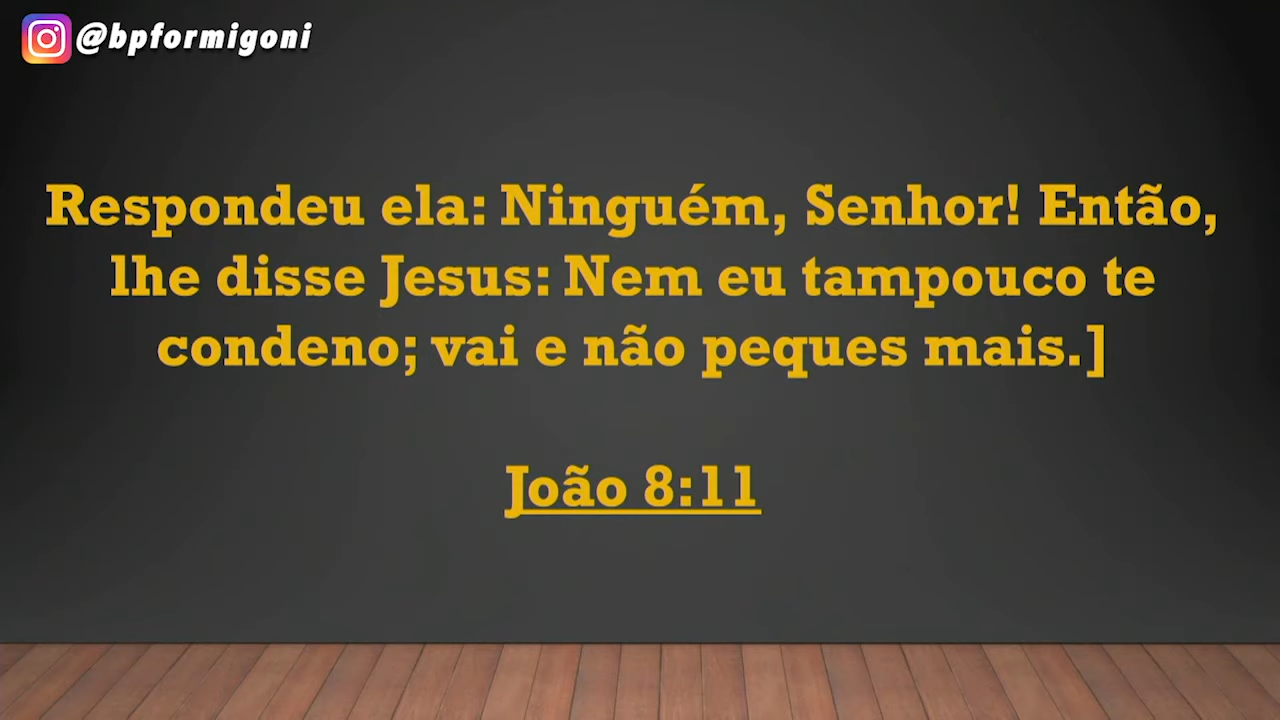 @bpformigoni
Respondeu ela: Ninguém, Senhor! Então,
lhe disse Jesus: Nem eu tampouco te
condeno; vai e não peques mais.]
João 8:11